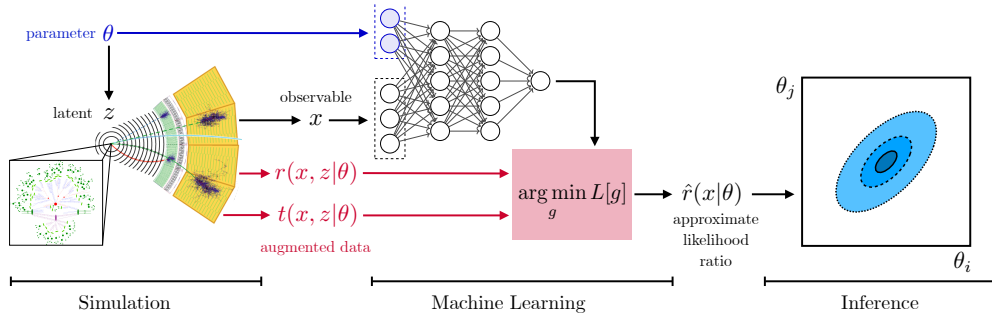 parameter θ
latent z
observable
x
r(x, z|θ)
t(x, z|θ)
augmented data
arg min L[g]
g
r̂(x|θ)
approximate
likelihood
ratio
θj
θi
Simulation
Machine Learning
Inference